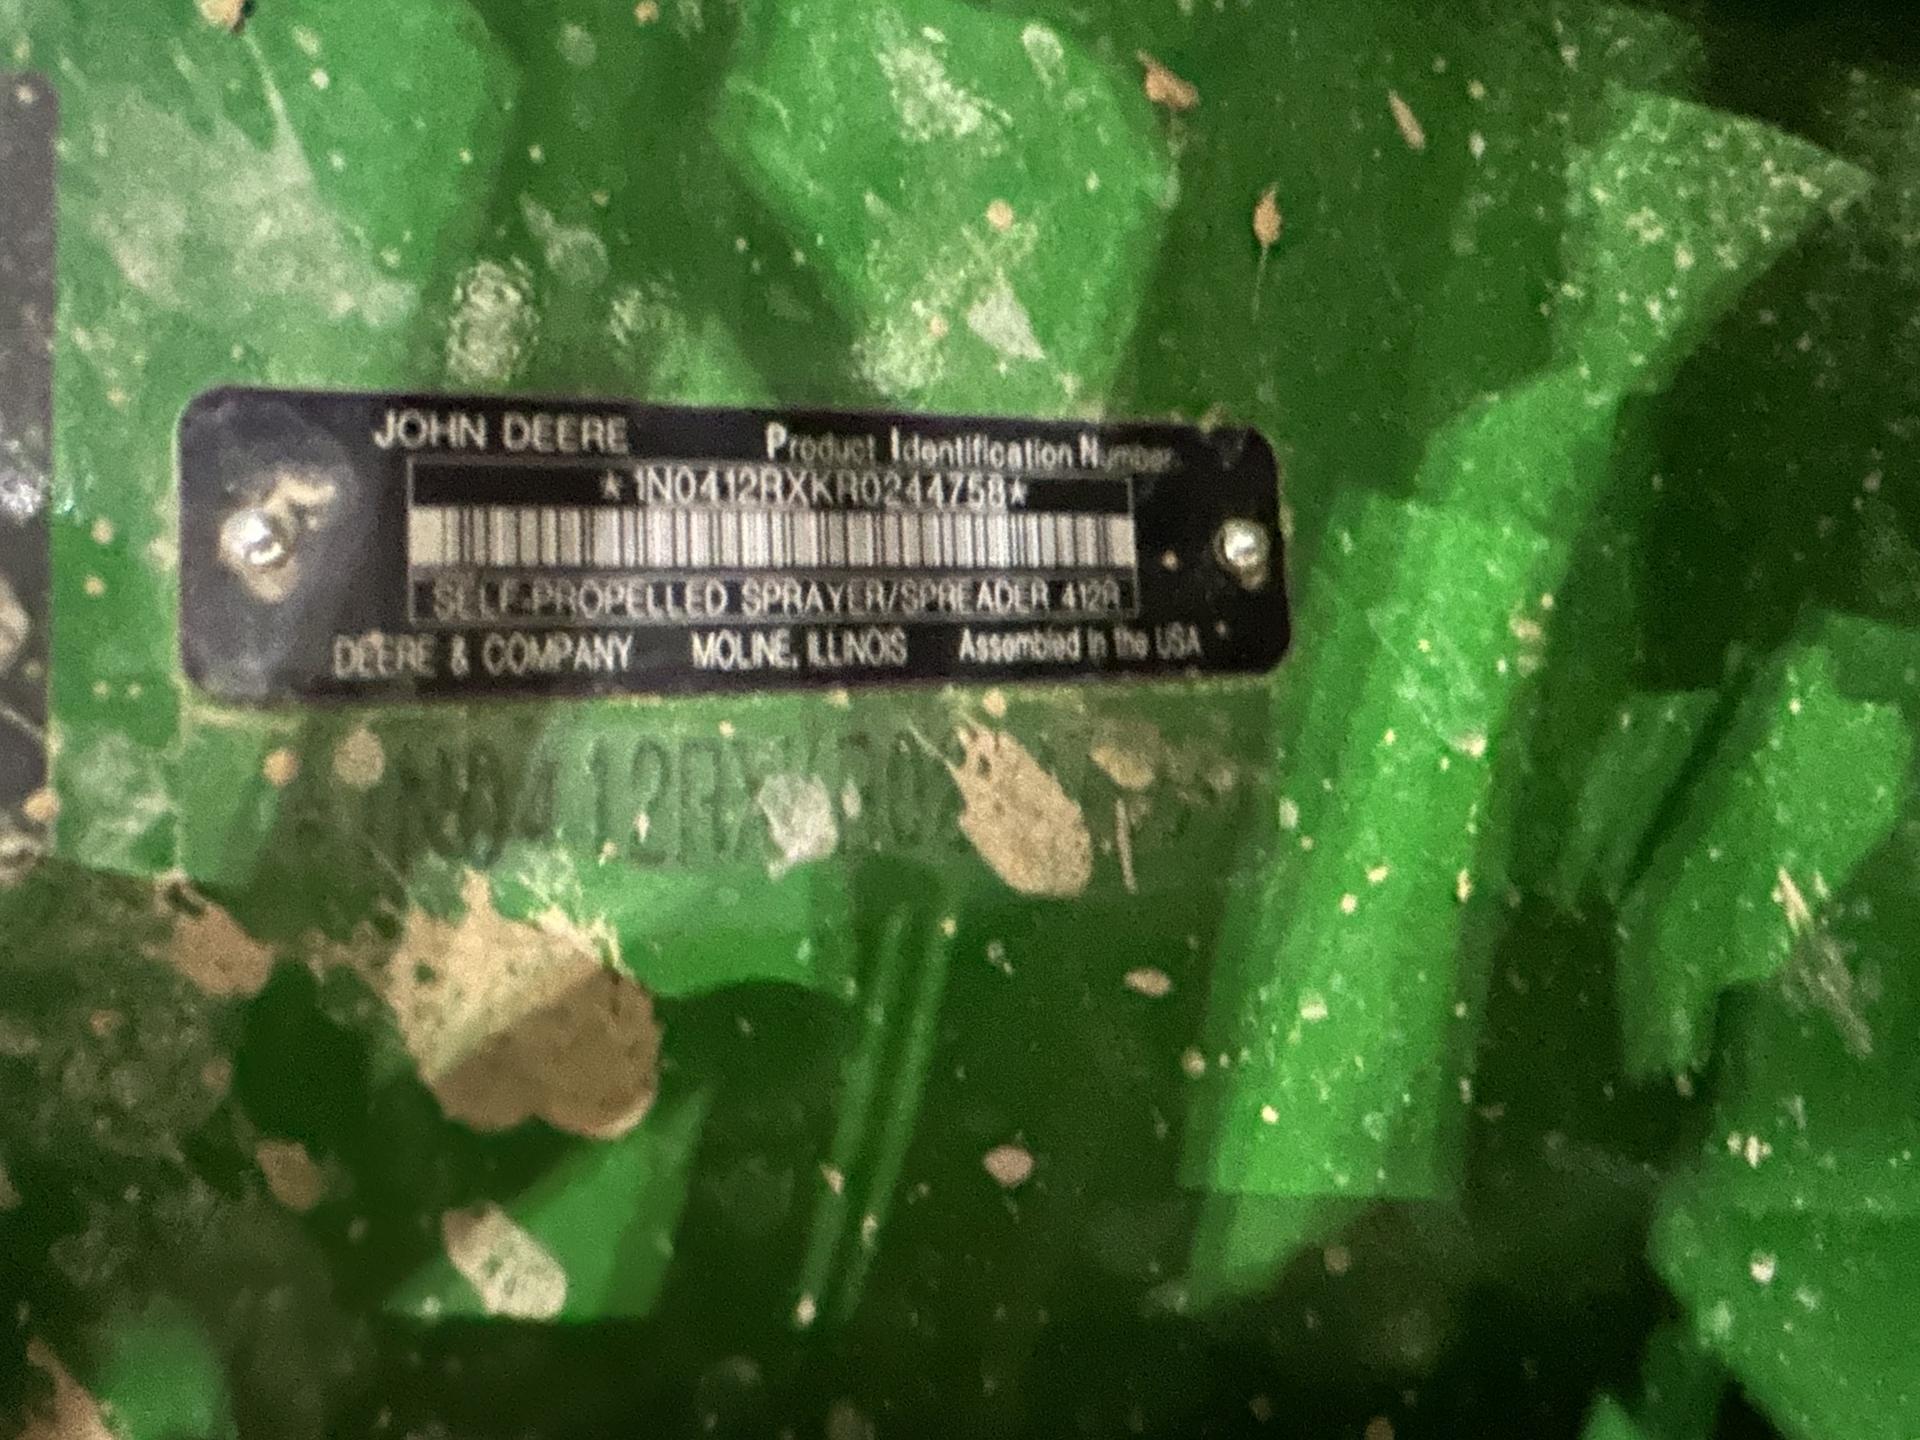 JOHN DEERE Product Identification Number
*1N0412RXKR0244758*
SELF-PROPELLED SPRAYER/SPREADER 412R
DEERE & COMPANY MOLINE, ILLINOIS Assembled in the USA
N0412RXKR0